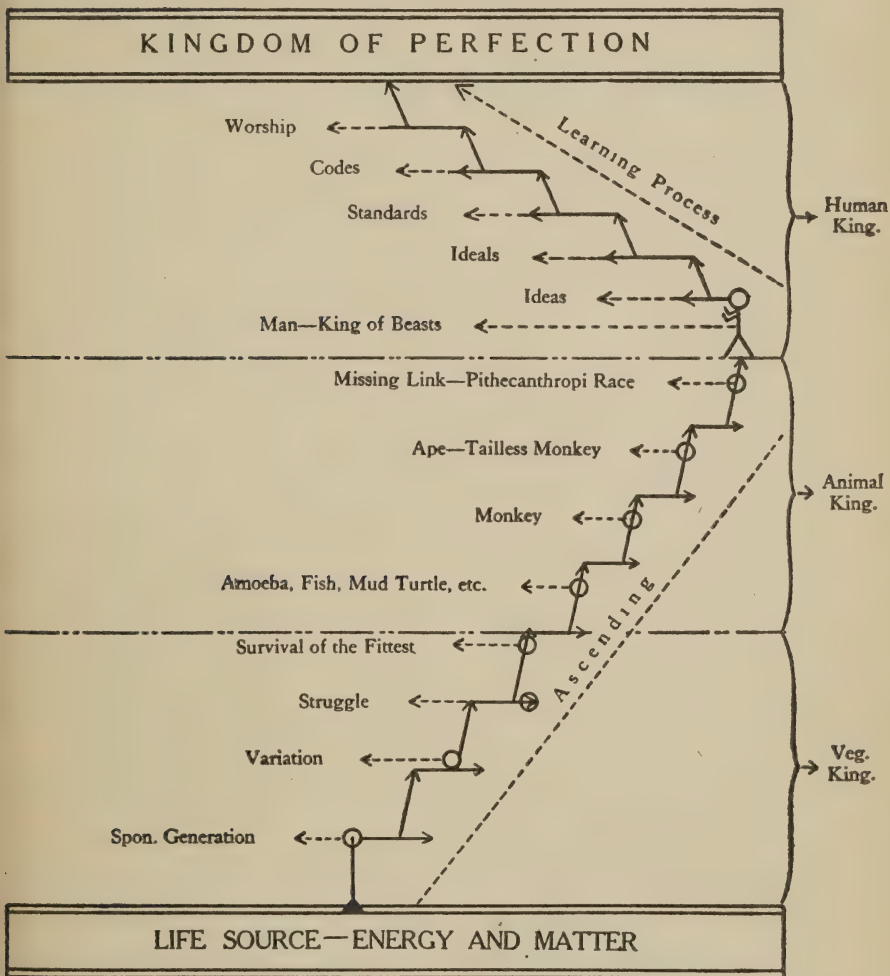 KINGDOM OF PERFECTION
Worship
Learning Process
Codes
Standards
Human
King.
Ideals
Ideas
Man—King of Beasts
Missing Link—Pithecanthropi Race
Ape—Tailless Monkey
Animal
King.
Monkey
Amoeba, Fish, Mud Turtle, etc.
Ascending
Survival of the Fittest
Struggle
Variation
Veg.
King.
Spon. Generation
LIFE SOURCE—ENERGY AND MATTER